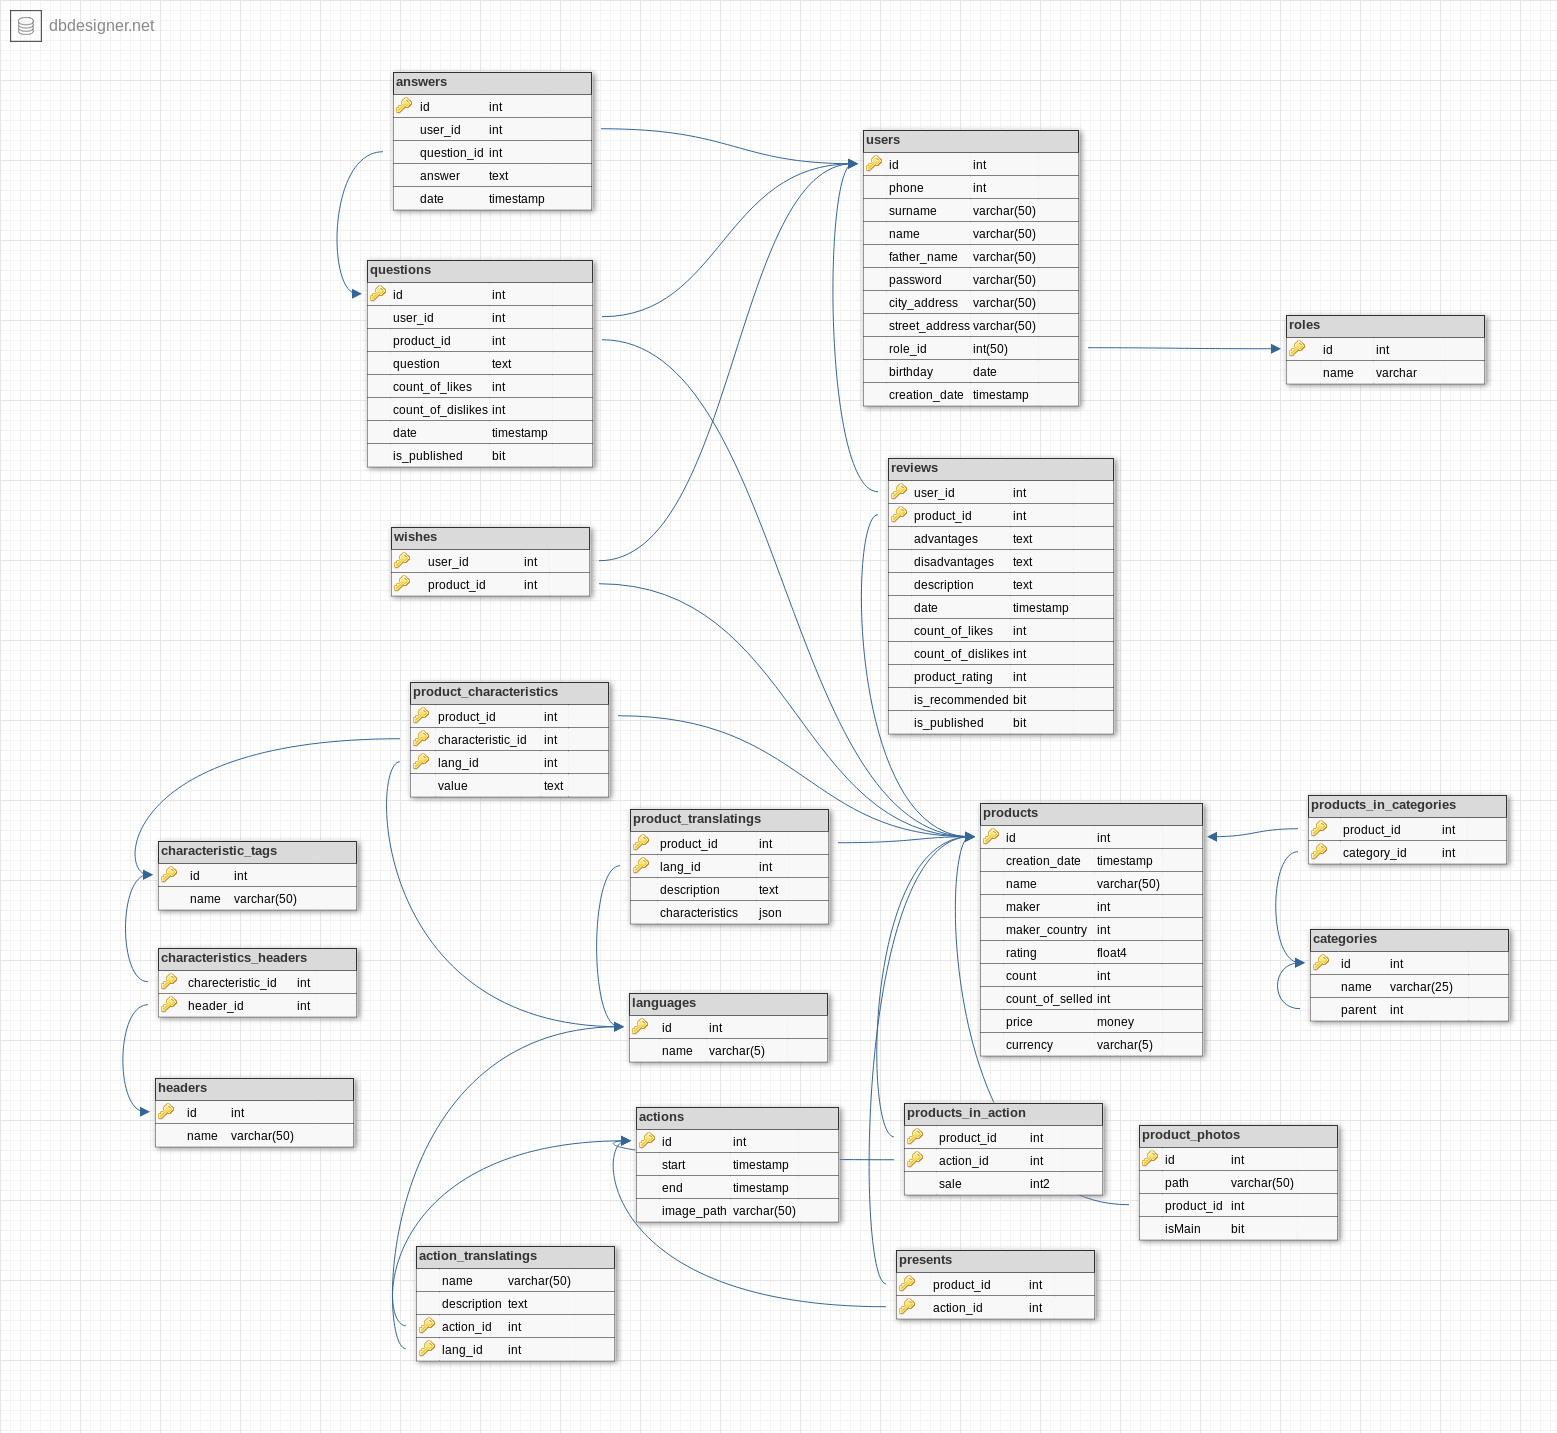 dbdesigner.net
answers
id int
user_id int
question_id int
answer text
date timestamp
questions
id int
user_id int
product_id int
question text
count_of_likes int
count_of_dislikes int
date timestamp
is_published bit
wishes
user_id int
product_id int
users
id int
phone int
surname varchar(50)
name varchar(50)
father_name varchar(50)
password varchar(50)
city_address varchar(50)
street_address varchar(50)
role_id int(50)
birthday date
creation_date timestamp
roles
id int
name varchar
reviews
user_id int
product_id int
advantages text
disadvantages text
description text
date timestamp
count_of_likes int
count_of_dislikes int
product_rating int
is_recommended bit
is_published bit
product_characteristics
product_id int
characteristic_id int
lang_id int
value text
characteristic_tags
id int
name varchar(50)
characteristics_headers
charecteristic_id int
header_id int
headers
id int
name varchar(50)
product_translatings
product_id int
lang_id int
description text
characteristics json
languages
id int
name varchar(5)
products
id int
creation_date timestamp
name varchar(50)
maker int
maker_country int
rating float4
count int
count_of_selled int
price money
currency varchar(5)
products_in_categories
product_id int
category_id int
categories
id int
name varchar(25)
parent int
actions
id int
start timestamp
end timestamp
image_path varchar(50)
products_in_action
product_id int
action_id int
sale int2
product_photos
id int
path varchar(50)
product_id int
isMain bit
action_translatings
name varchar(50)
description text
action_id int
lang_id int
presents
product_id int
action_id int